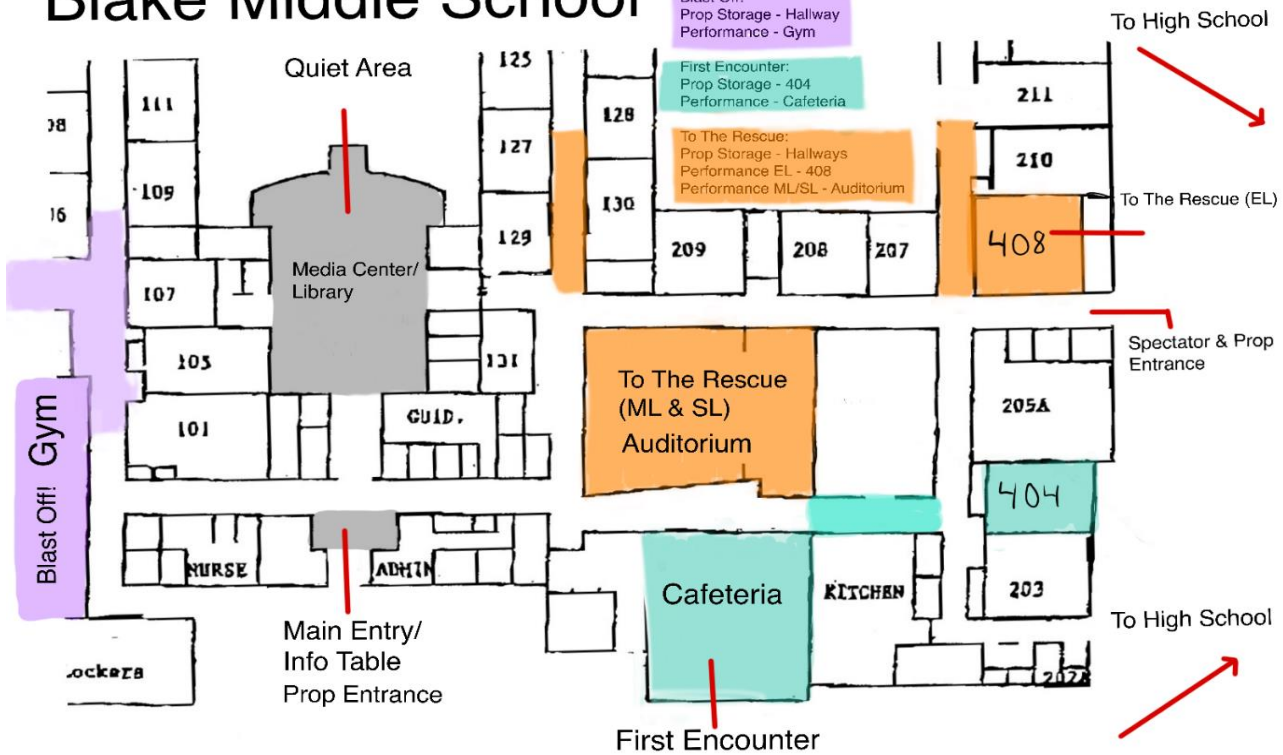 Blake Middle School
Blast Off!
Prop Storage - Hallway
Performance - Gym
First Encounter:
Prop Storage - 404
Performance - Cafeteria
To The Rescue:
Prop Storage - Hallways
Performance EL - 408
Performance ML/SL - Auditorium
To High School
Quiet Area
111
109
107
105
101
Media Center/
Library
125
127
129
131
GUID.
128
130
209
208
207
211
210
408
To The Rescue (EL)
Spectator & Prop
Entrance
To The Rescue
(ML & SL)
Auditorium
205A
404
203
Blast Off! Gym
NURSE
ADMIN
Cafeteria
KITCHEN
Main Entry/
Info Table
Prop Entrance
First Encounter
To High School